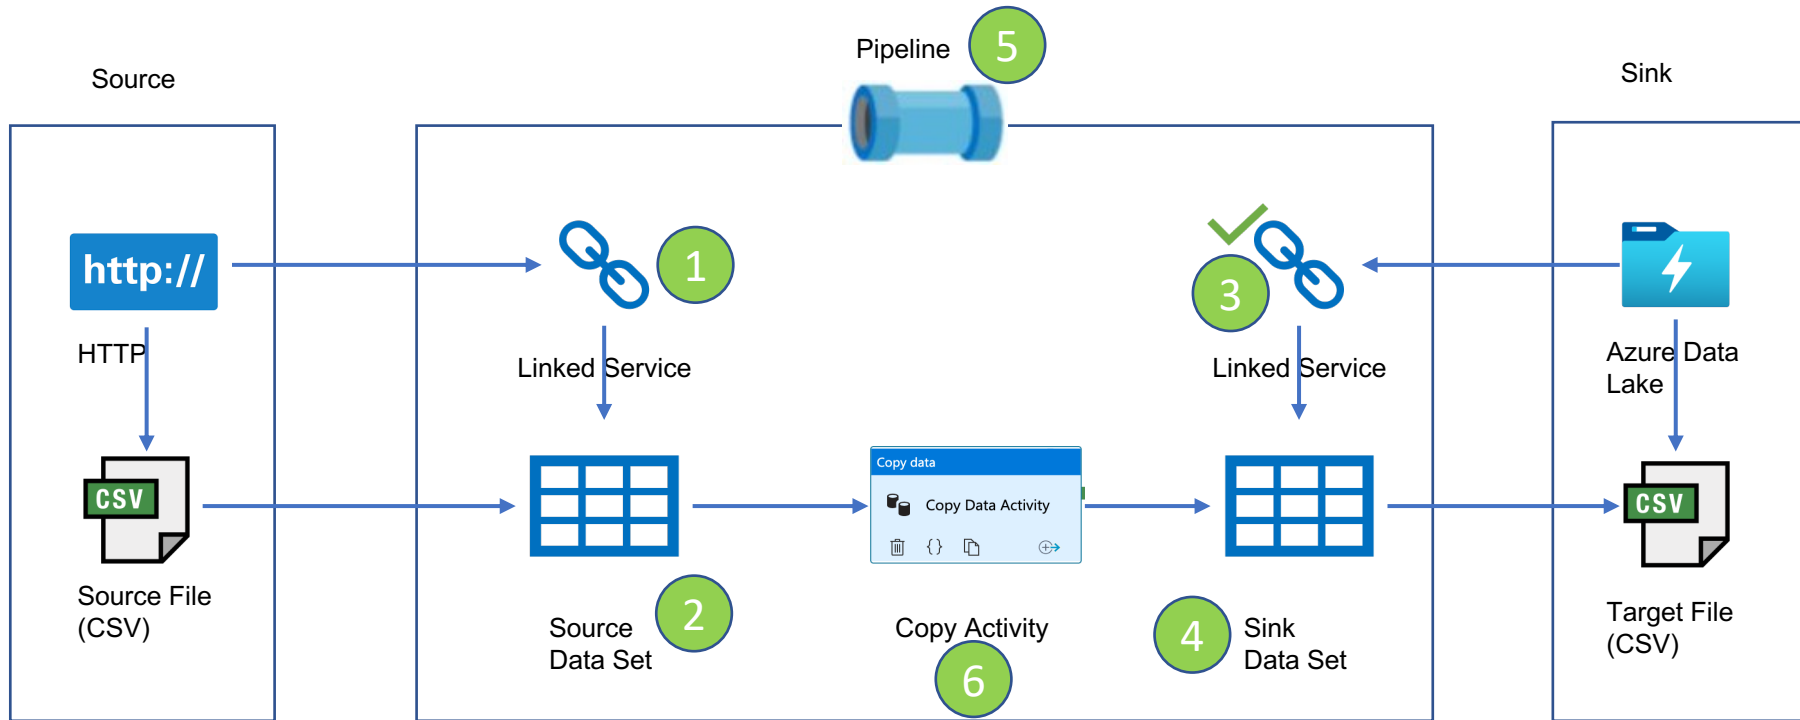 Pipeline
5
Source
Sink
http://
1
3
HTTP
Linked Service
Linked Service
Azure Data
Lake
CSV
Copy data
Copy Data Activity
{}
CSV
Source File
(CSV)
2
Source
Data Set
Copy Activity
6
4
Sink
Data Set
Target File
(CSV)